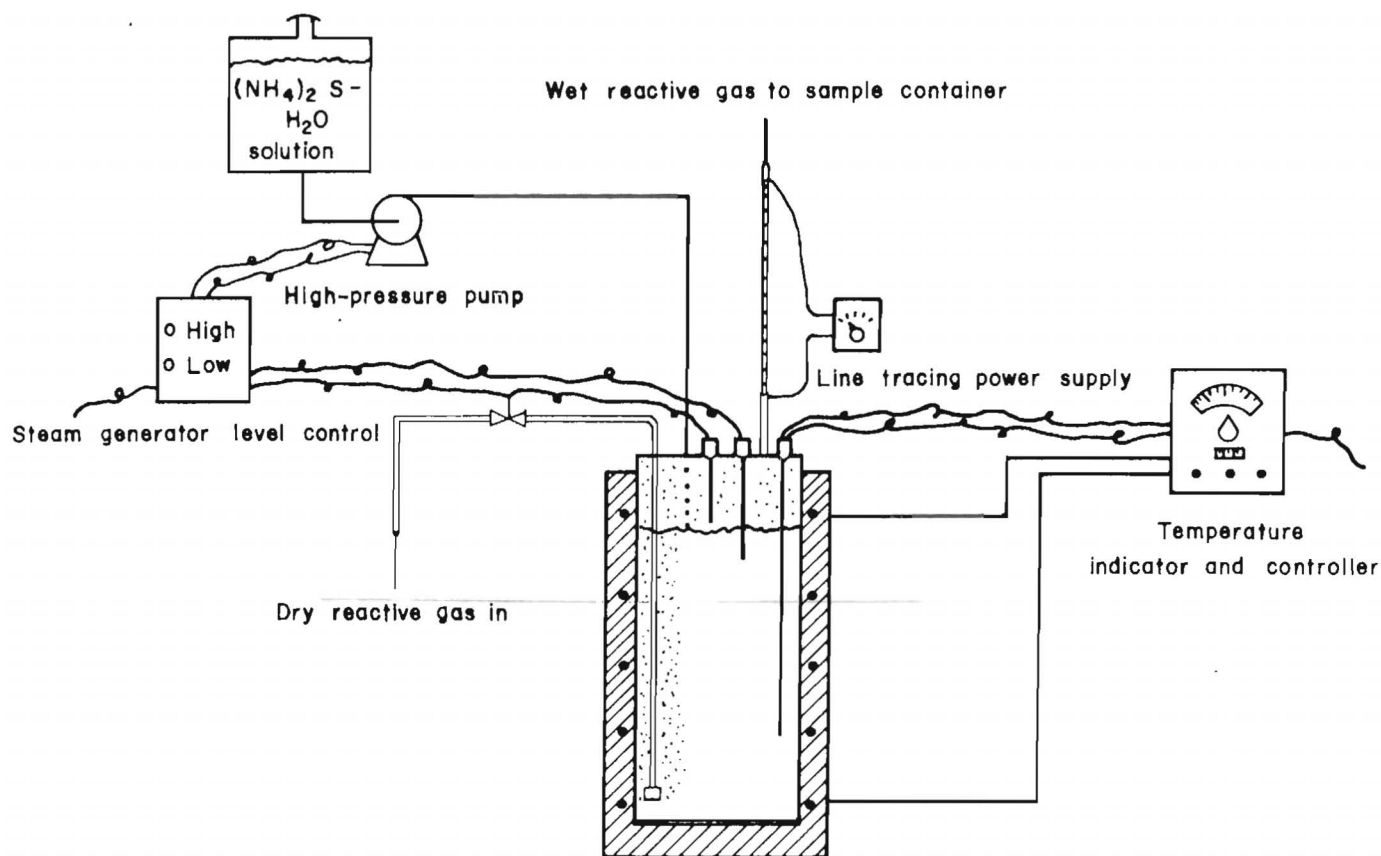 (NH₄)₂ S-
H₂O
solution
Wet reactive gas to sample container
High-pressure pump
High
Low
Line tracing power supply
Steam generator level control
Temperature
indicator and controller
Dry reactive gas in